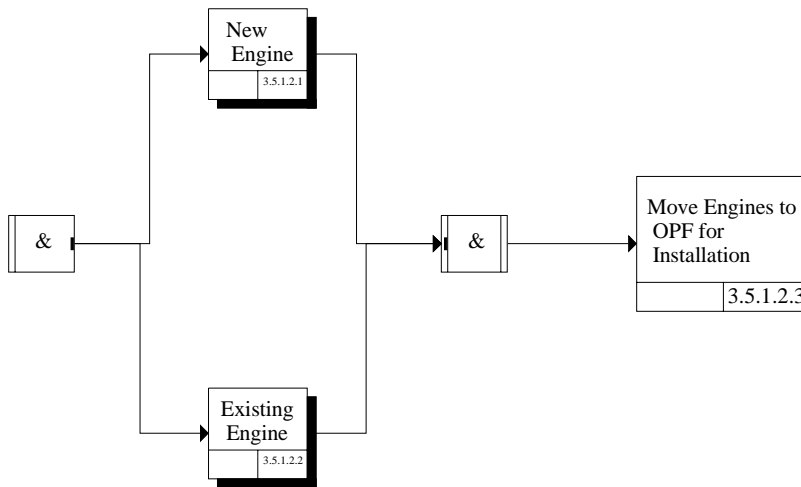 New
Engine
3.5.1.2.1
&
&
Move Engines to
OPF for
Installation
3.5.1.2.3
Existing
Engine
3.5.1.2.2